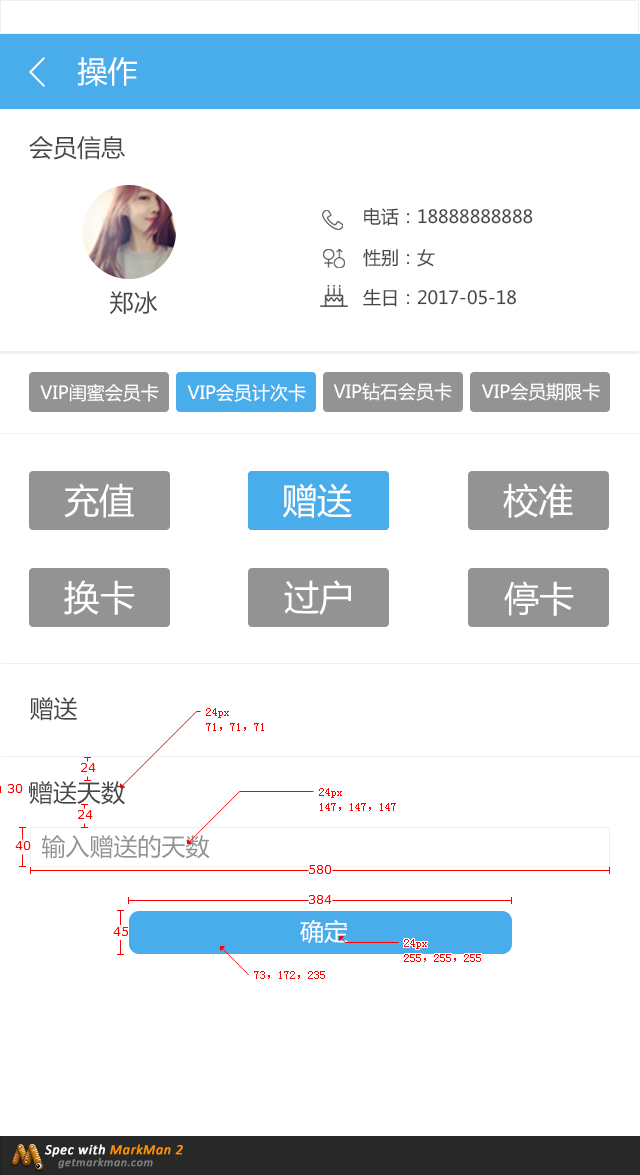 操作
会员信息
电话：18888888888
性别：女
生日：2017-05-18
郑冰
VIP闺蜜会员卡
VIP会员计次卡
VIP钻石会员卡
VIP会员期限卡
充值
赠送
校准
换卡
过户
停卡
赠送
24px
71, 71, 71
24
30
赠送天数
24px
147, 147, 147
24
40
输入赠送的天数
580
384
45
确定
24px
255, 255, 255
73, 172, 235
Spec with MarkMan 2
getmarkman.com